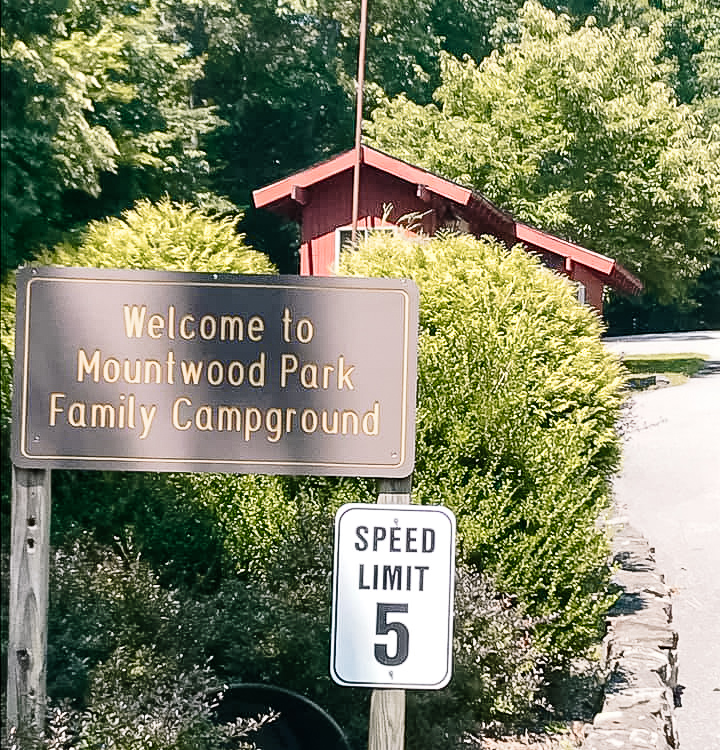 Welcome to
Mountwood Park
Family Campground
SPEED
LIMIT
5